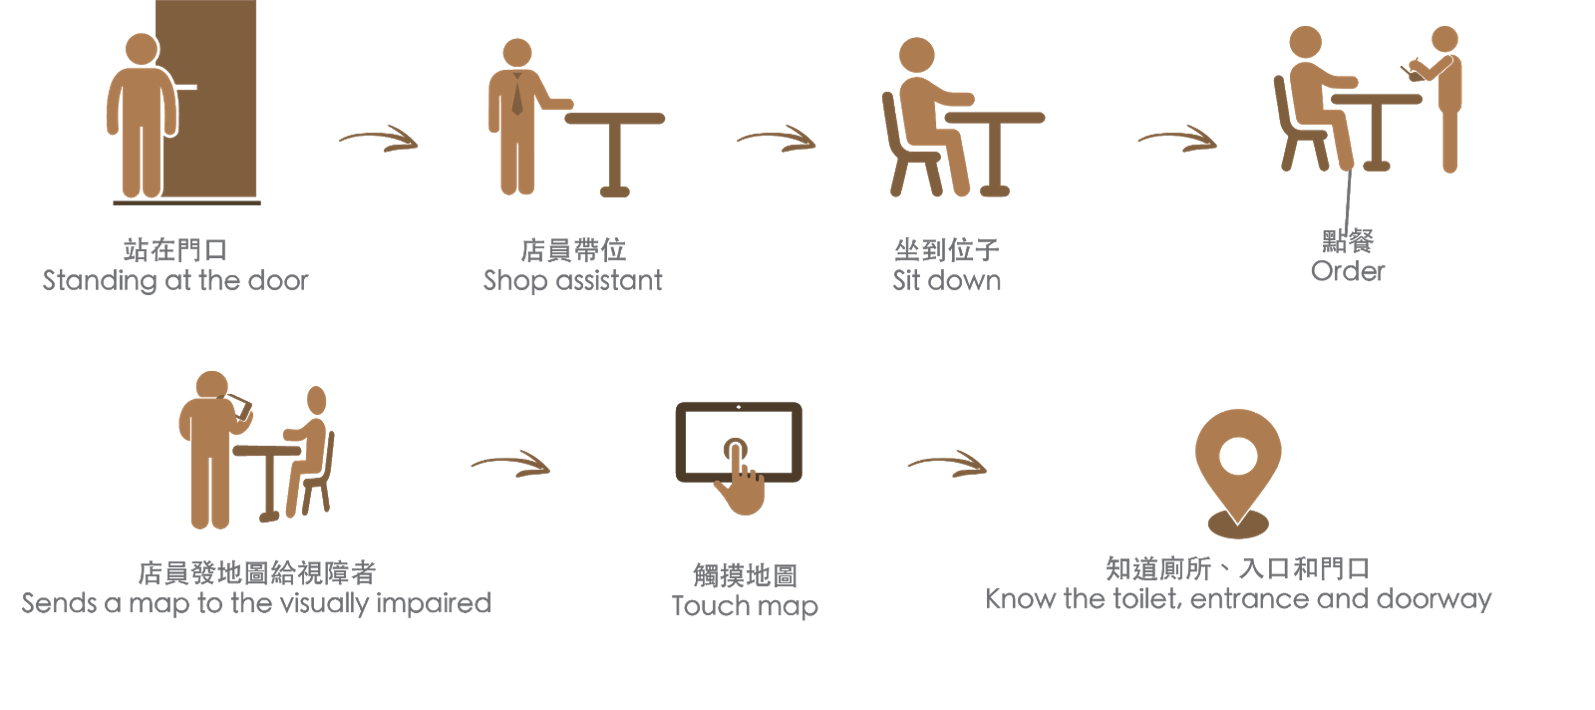 站在門口
Standing at the door
店員帶位
Shop assistant
坐到位子
Sit down
點餐
Order
店員發地圖給視障者
Sends a map to the visually impaired
觸摸地圖
Touch map
知道廁所、入口和門口
Know the toilet, entrance and doorway